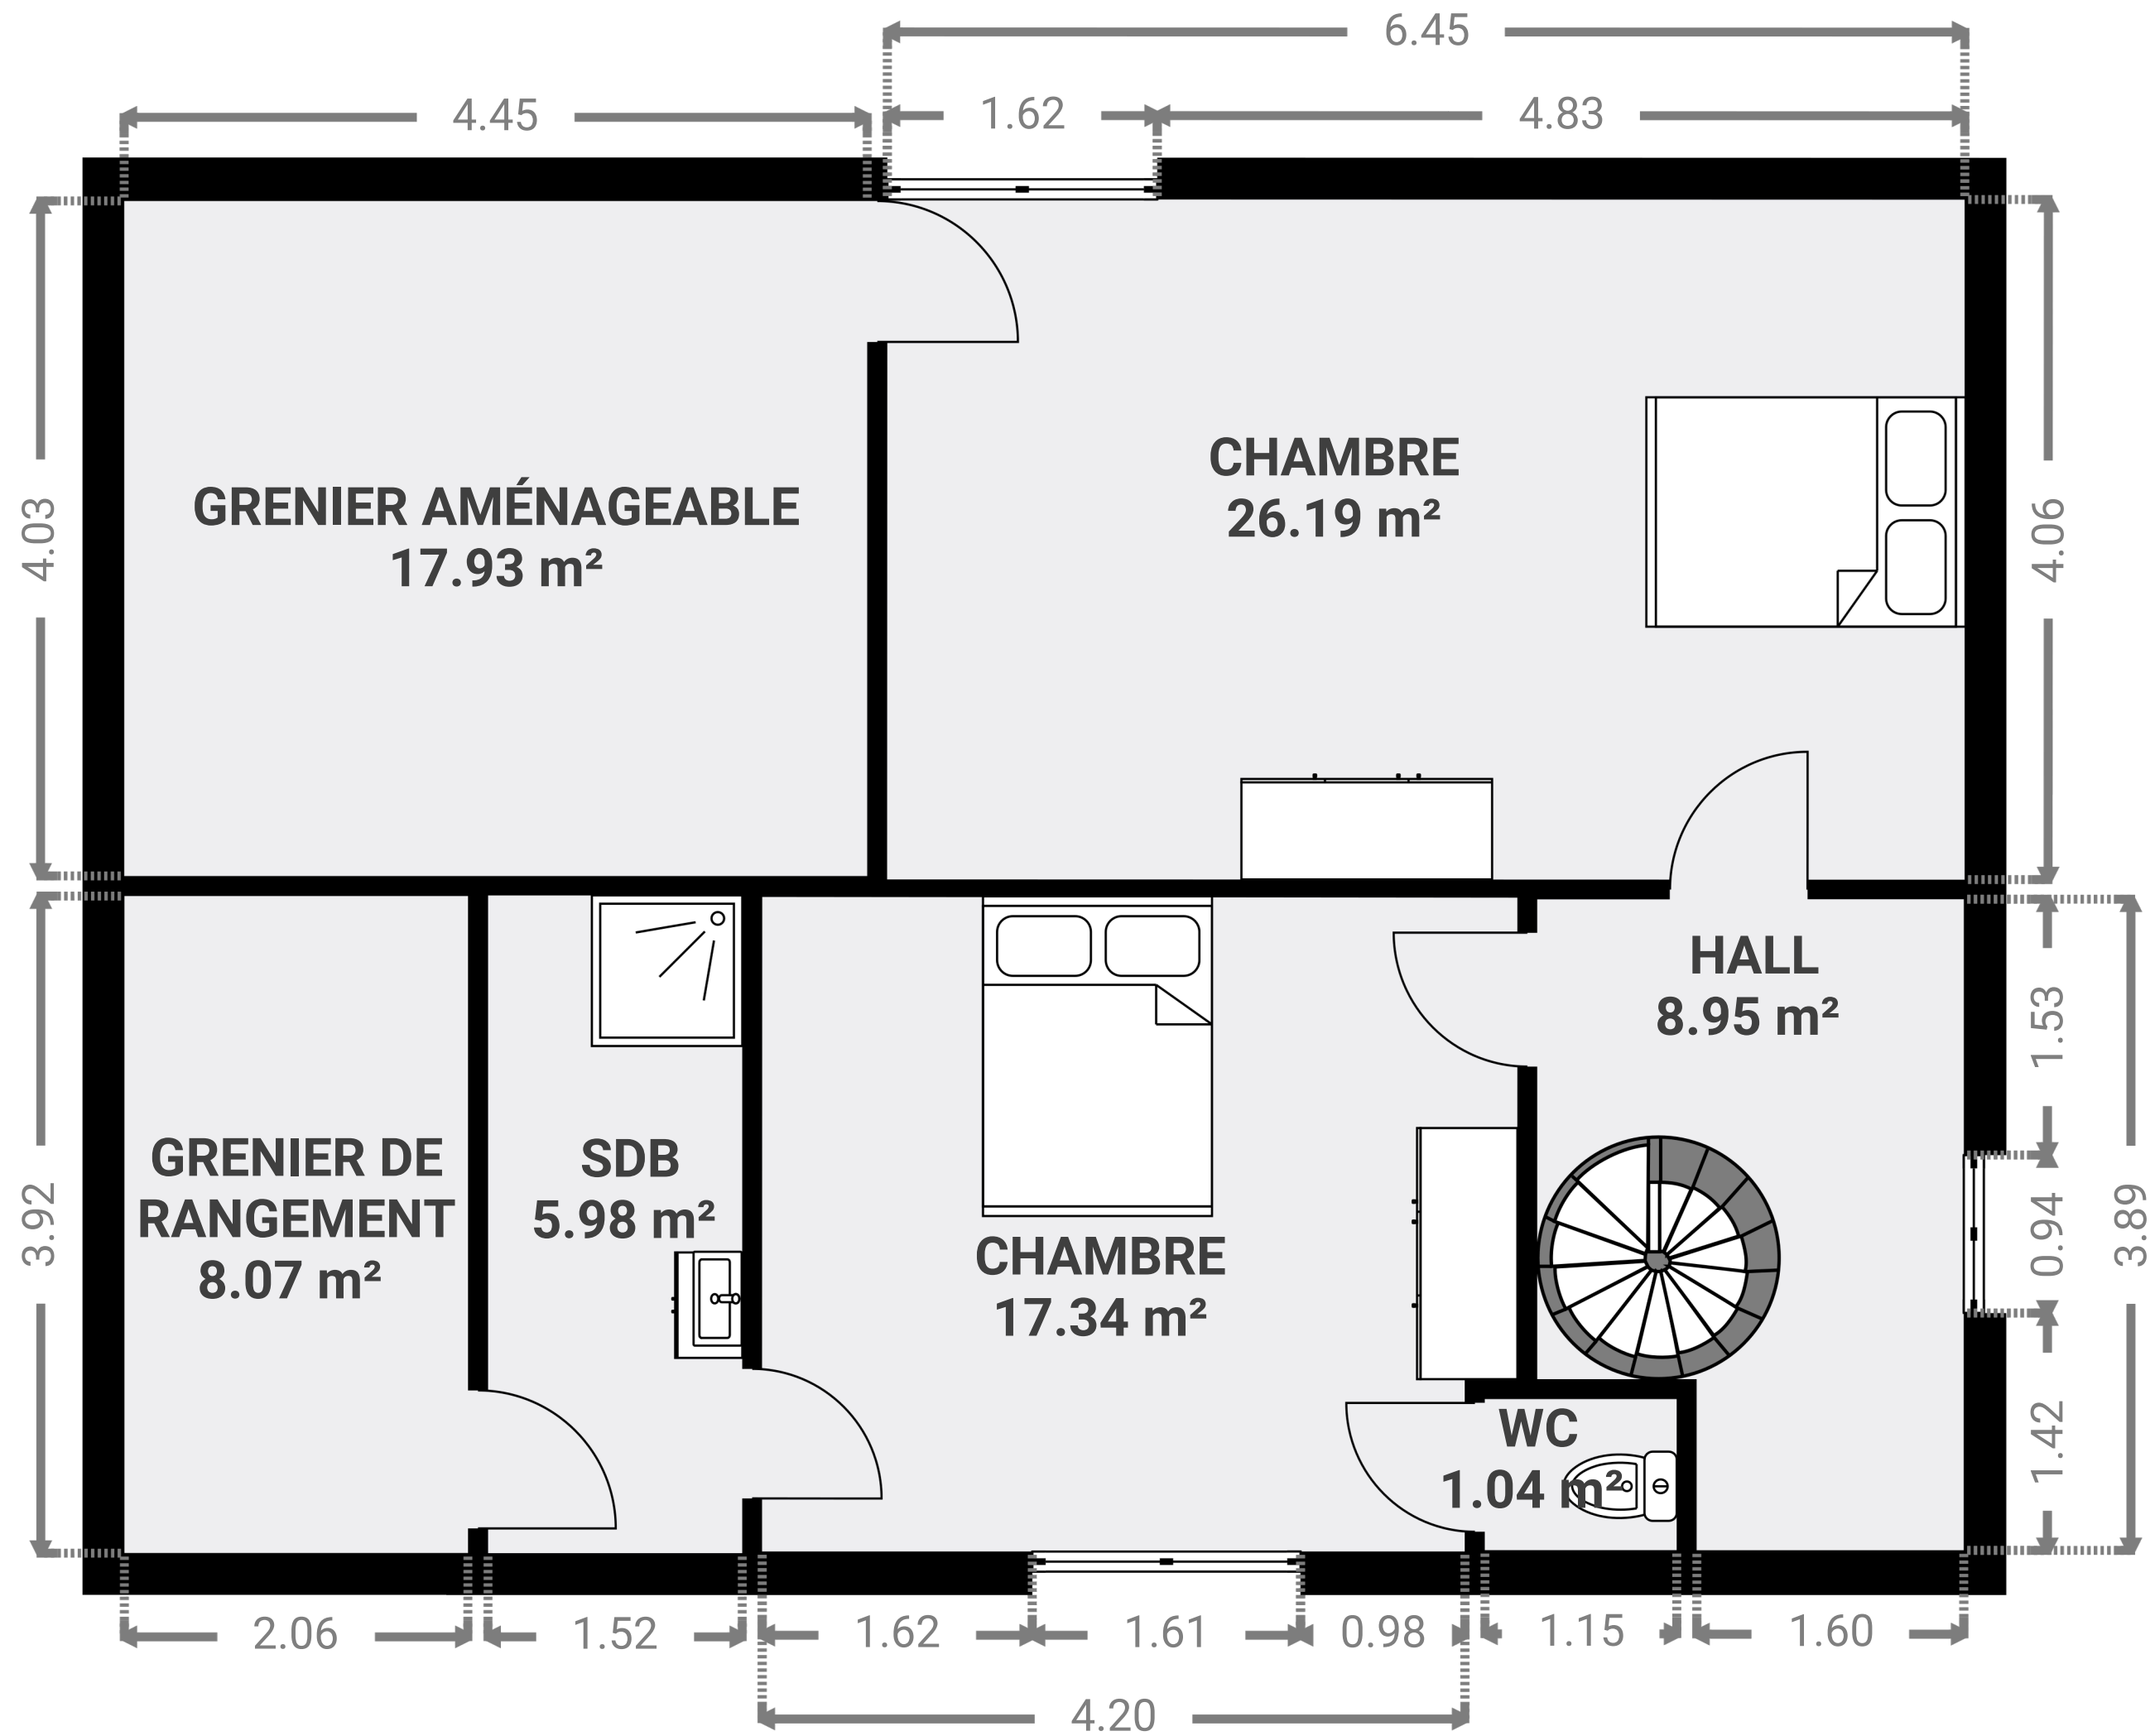 6.45
4.45
1.62
4.83
4.03
4.06
GRENIER AMÉNAGEABLE
17.93 m²
CHAMBRE
26.19 m²
HALL
8.95 m²
1.53
0.94
1.42
3.89
3.92
GRENIER DE
RANGEMENT
8.07 m²
SDB
5.98 m²
CHAMBRE
17.34 m²
WC
1.04 m²
2.06
1.52
1.62
1.61
0.98
1.15
1.60
4.20